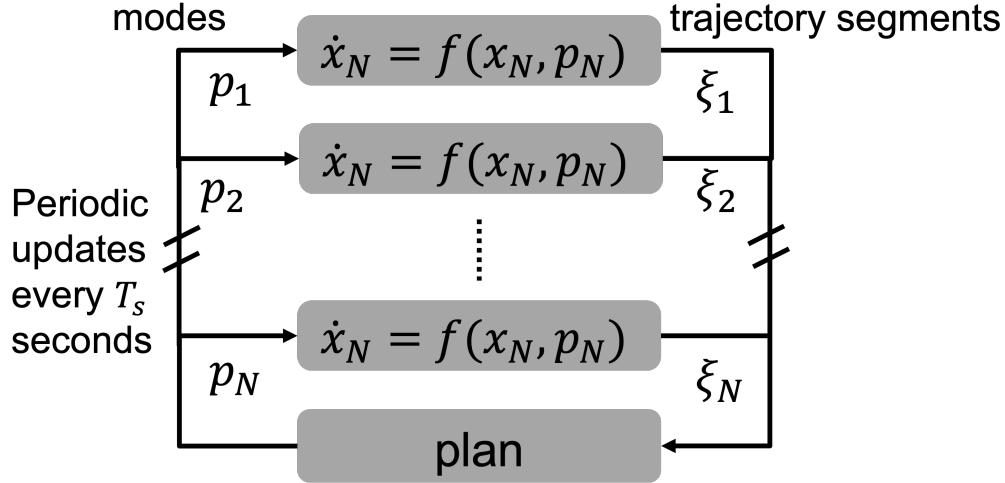 modes
trajectory segments
ẋ_N = f(x_N, p_N)
p_1
ξ_1
ẋ_N = f(x_N, p_N)
p_2
ξ_2
Periodic
updates
every T_s
seconds
ẋ_N = f(x_N, p_N)
p_N
ξ_N
plan